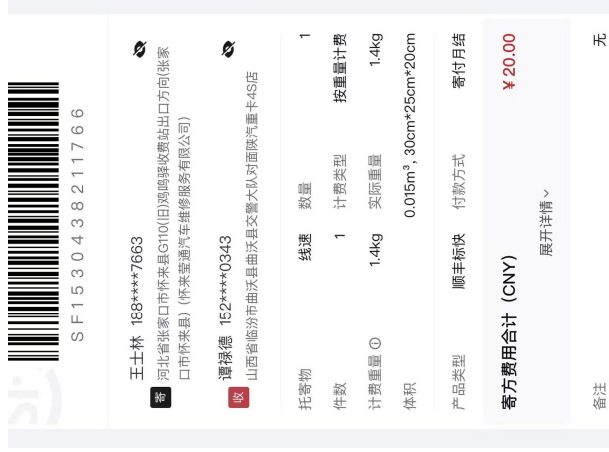 SF1530438211766
寄
王士林 188****7663
河北省张家口市怀来县G110(旧)鸡鸣驿收费站出口方向(张家
口市怀来县)（怀来莹通汽车维修服务有限公司）
收
谭禄德 152****0343
山西省临汾市曲沃县曲沃县交警大队对面陕汽重卡4S店
托寄物 线速 数量 1
件数 1 计费类型 按重量计费
计费重量 1.4kg 实际重量 1.4kg
体积 0.015m³, 30cm*25cm*20cm
产品类型 顺丰标快 付款方式 寄付月结
寄方费用合计（CNY） ¥ 20.00
展开详情
备注 无